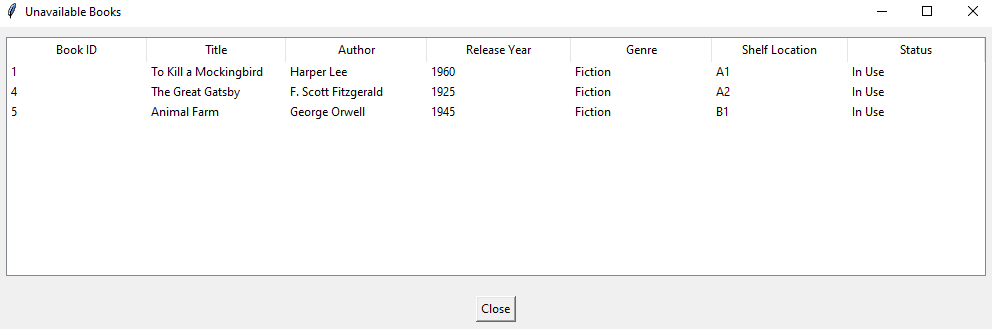 Unavailable Books
Book ID Title Author Release Year Genre Shelf Location Status
1 To Kill a Mockingbird Harper Lee 1960 Fiction A1 In Use
4 The Great Gatsby F. Scott Fitzgerald 1925 Fiction A2 In Use
5 Animal Farm George Orwell 1945 Fiction B1 In Use
Close